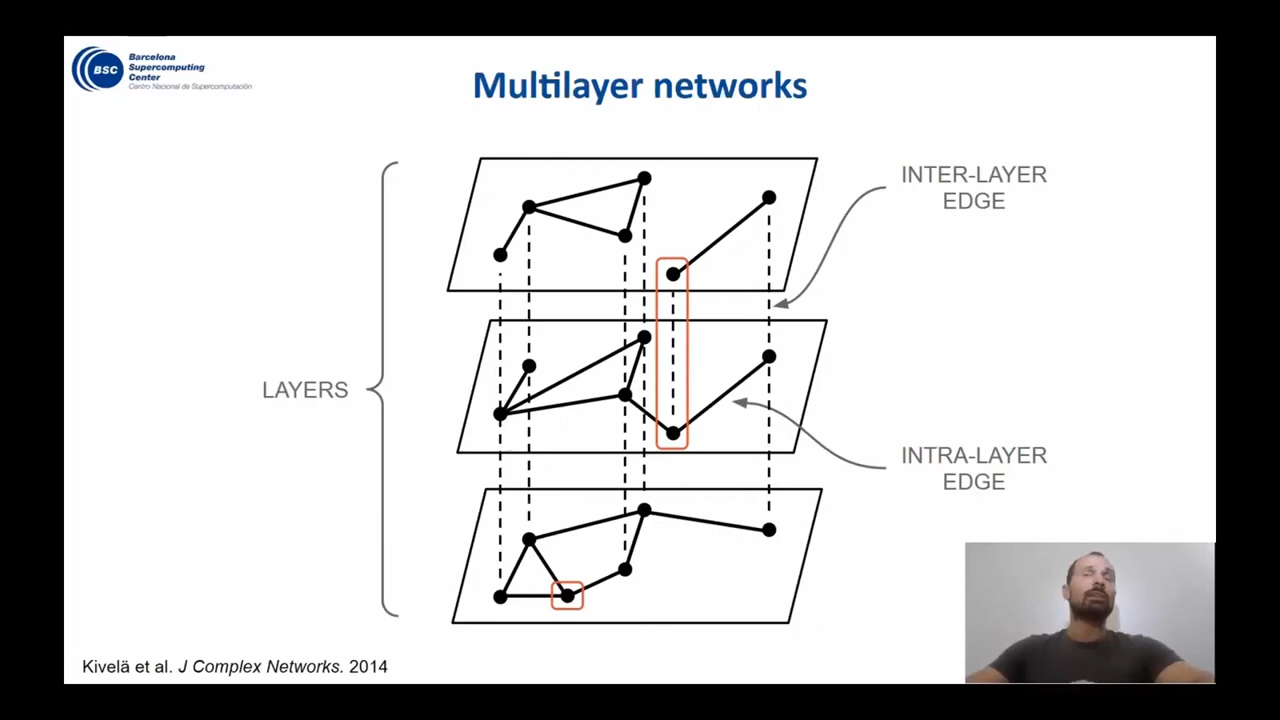 BSC
Barcelona
Supercomputing
Center
Centro Nacional de Supercomputación
Multilayer networks
INTER-LAYER
EDGE
LAYERS
INTRA-LAYER
EDGE
Kivelä et al. J Complex Networks. 2014